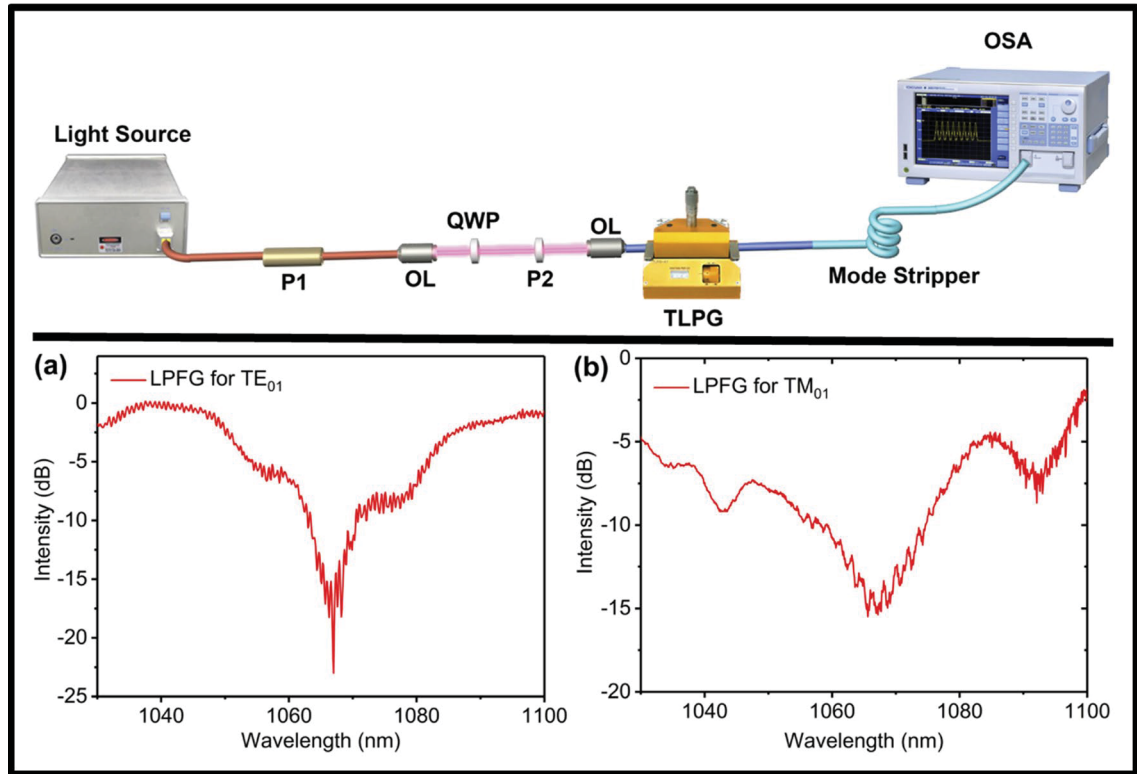 OSA
Light Source
QWP
OL
P1
OL
P2
TLPG
Mode Stripper
YOKOGAWA
(a)
LPFG for TE₀₁
0
-5
-10
-15
-20
-25
Intensity (dB)
1040 1060 1080 1100
Wavelength (nm)
(b)
LPFG for TM₀₁
0
-5
-10
-15
-20
Intensity (dB)
1040 1060 1080 1100
Wavelength (nm)